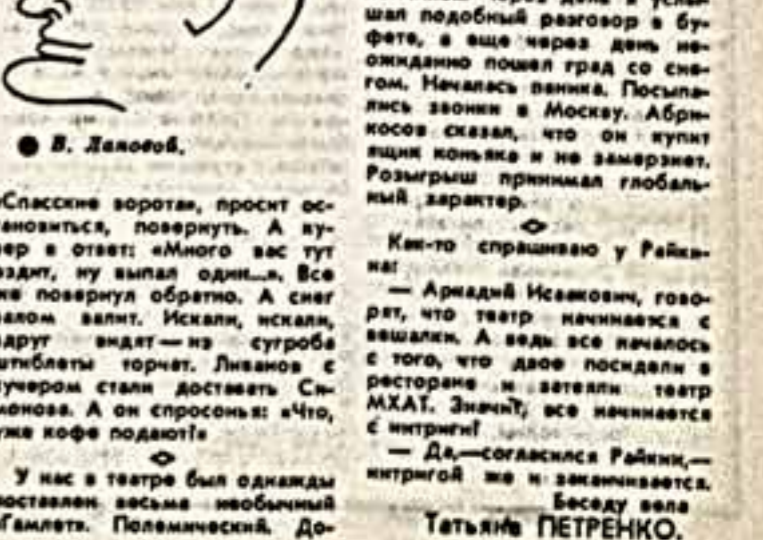 ● В. Лановой.
«Спасские ворота», просит ос-
тановиться, повернуть. А ку-
чер в ответ: «Много вас тут
ездит, ну выпал один...». Все
же повернул обратно. А снег
валом валит. Искали, искали,
вдруг видят — из сугроба
штиблеты торчат. Ливанов с
кучером стали доставать Си-
монова. А он спросонья: «Что,
уже кофе подают?»
У нас в театре был однажды
поставлен весьма необычный
«Гамлет». Полемический. До-
шал подобный разговор в бу-
фете, а еще через день не-
ожиданно пошел град со сне-
гом. Началась паника. Посыпа-
лись звонки в Москву. Абри-
косов сказал, что он купит
ящик коньяка и не замерзнет.
Розыгрыш принимал глобаль-
ный характер.
Как-то спрашиваю у Райки-
на:
— Аркадий Исаакович, гово-
рят, что театр начинается с
вешалки. А ведь все началось
с того, что двое посидели в
ресторане и затеяли театр
МХАТ. Значит, все начинается
с интриги?
— Да,—согласился Райкин,—
интригой же и заканчивается.
Беседу вела
Татьяна ПЕТРЕНКО.